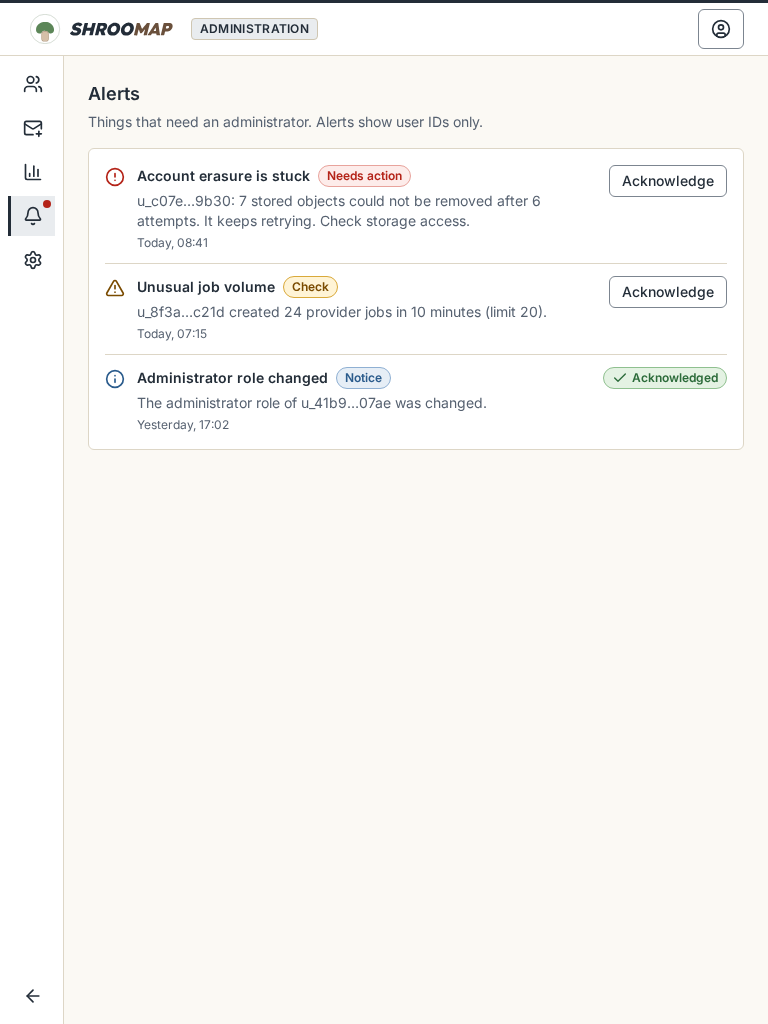 SHROOMAP
ADMINISTRATION
Alerts
Things that need an administrator. Alerts show user IDs only.
Account erasure is stuck
Needs action
Acknowledge
u_c07e…9b30: 7 stored objects could not be removed after 6
attempts. It keeps retrying. Check storage access.
Today, 08:41
Unusual job volume
Check
Acknowledge
u_8f3a…c21d created 24 provider jobs in 10 minutes (limit 20).
Today, 07:15
Administrator role changed
Notice
Acknowledged
The administrator role of u_41b9…07ae was changed.
Yesterday, 17:02